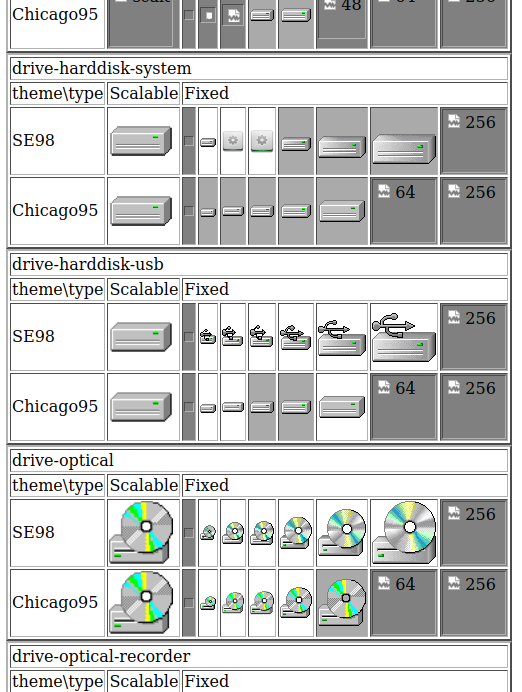 Chicago95 48
drive-harddisk-system
theme\type Scalable Fixed
SE98 256
Chicago95 64 256
drive-harddisk-usb
theme\type Scalable Fixed
SE98 256
Chicago95 64 256
drive-optical
theme\type Scalable Fixed
SE98 256
Chicago95 64 256
drive-optical-recorder
theme\type Scalable Fixed